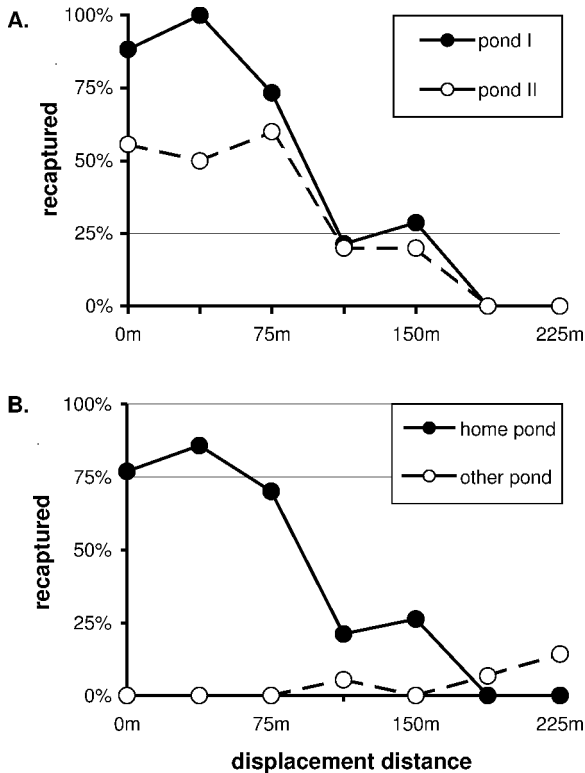 A.
100%
75%
50%
25%
0%
recaptured
pond I
pond II
0m
75m
150m
225m
B.
100%
75%
50%
25%
0%
recaptured
home pond
other pond
0m
75m
150m
225m
displacement distance